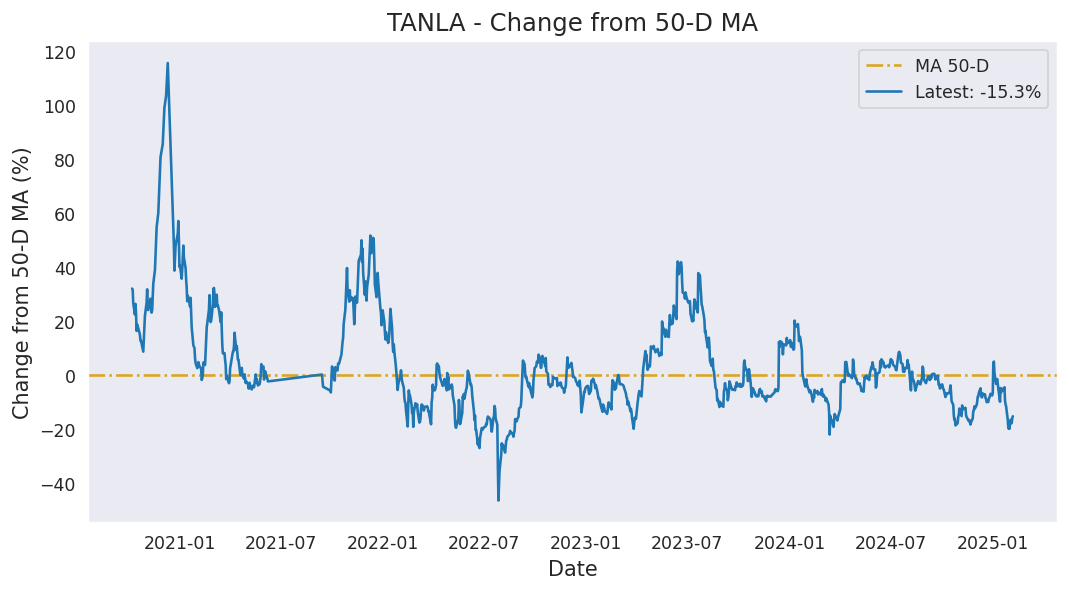 TANLA - Change from 50-D MA
MA 50-D
Latest: -15.3%
Change from 50-D MA (%)
120
100
80
60
40
20
0
−20
−40
2021-01 2021-07 2022-01 2022-07 2023-01 2023-07 2024-01 2024-07 2025-01
Date